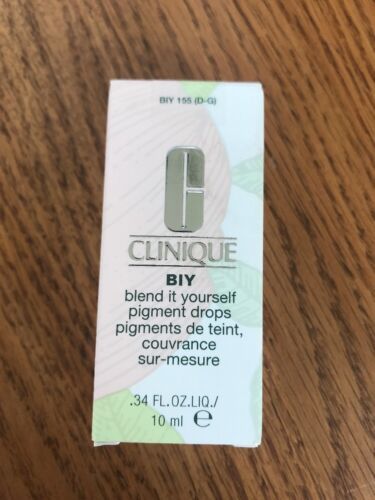 BIY 155 (D-G)
CLINIQUE
BIY
blend it yourself
pigment drops
pigments de teint,
couvrance
sur-mesure
.34 FL.OZ.LIQ./
10 ml ℮